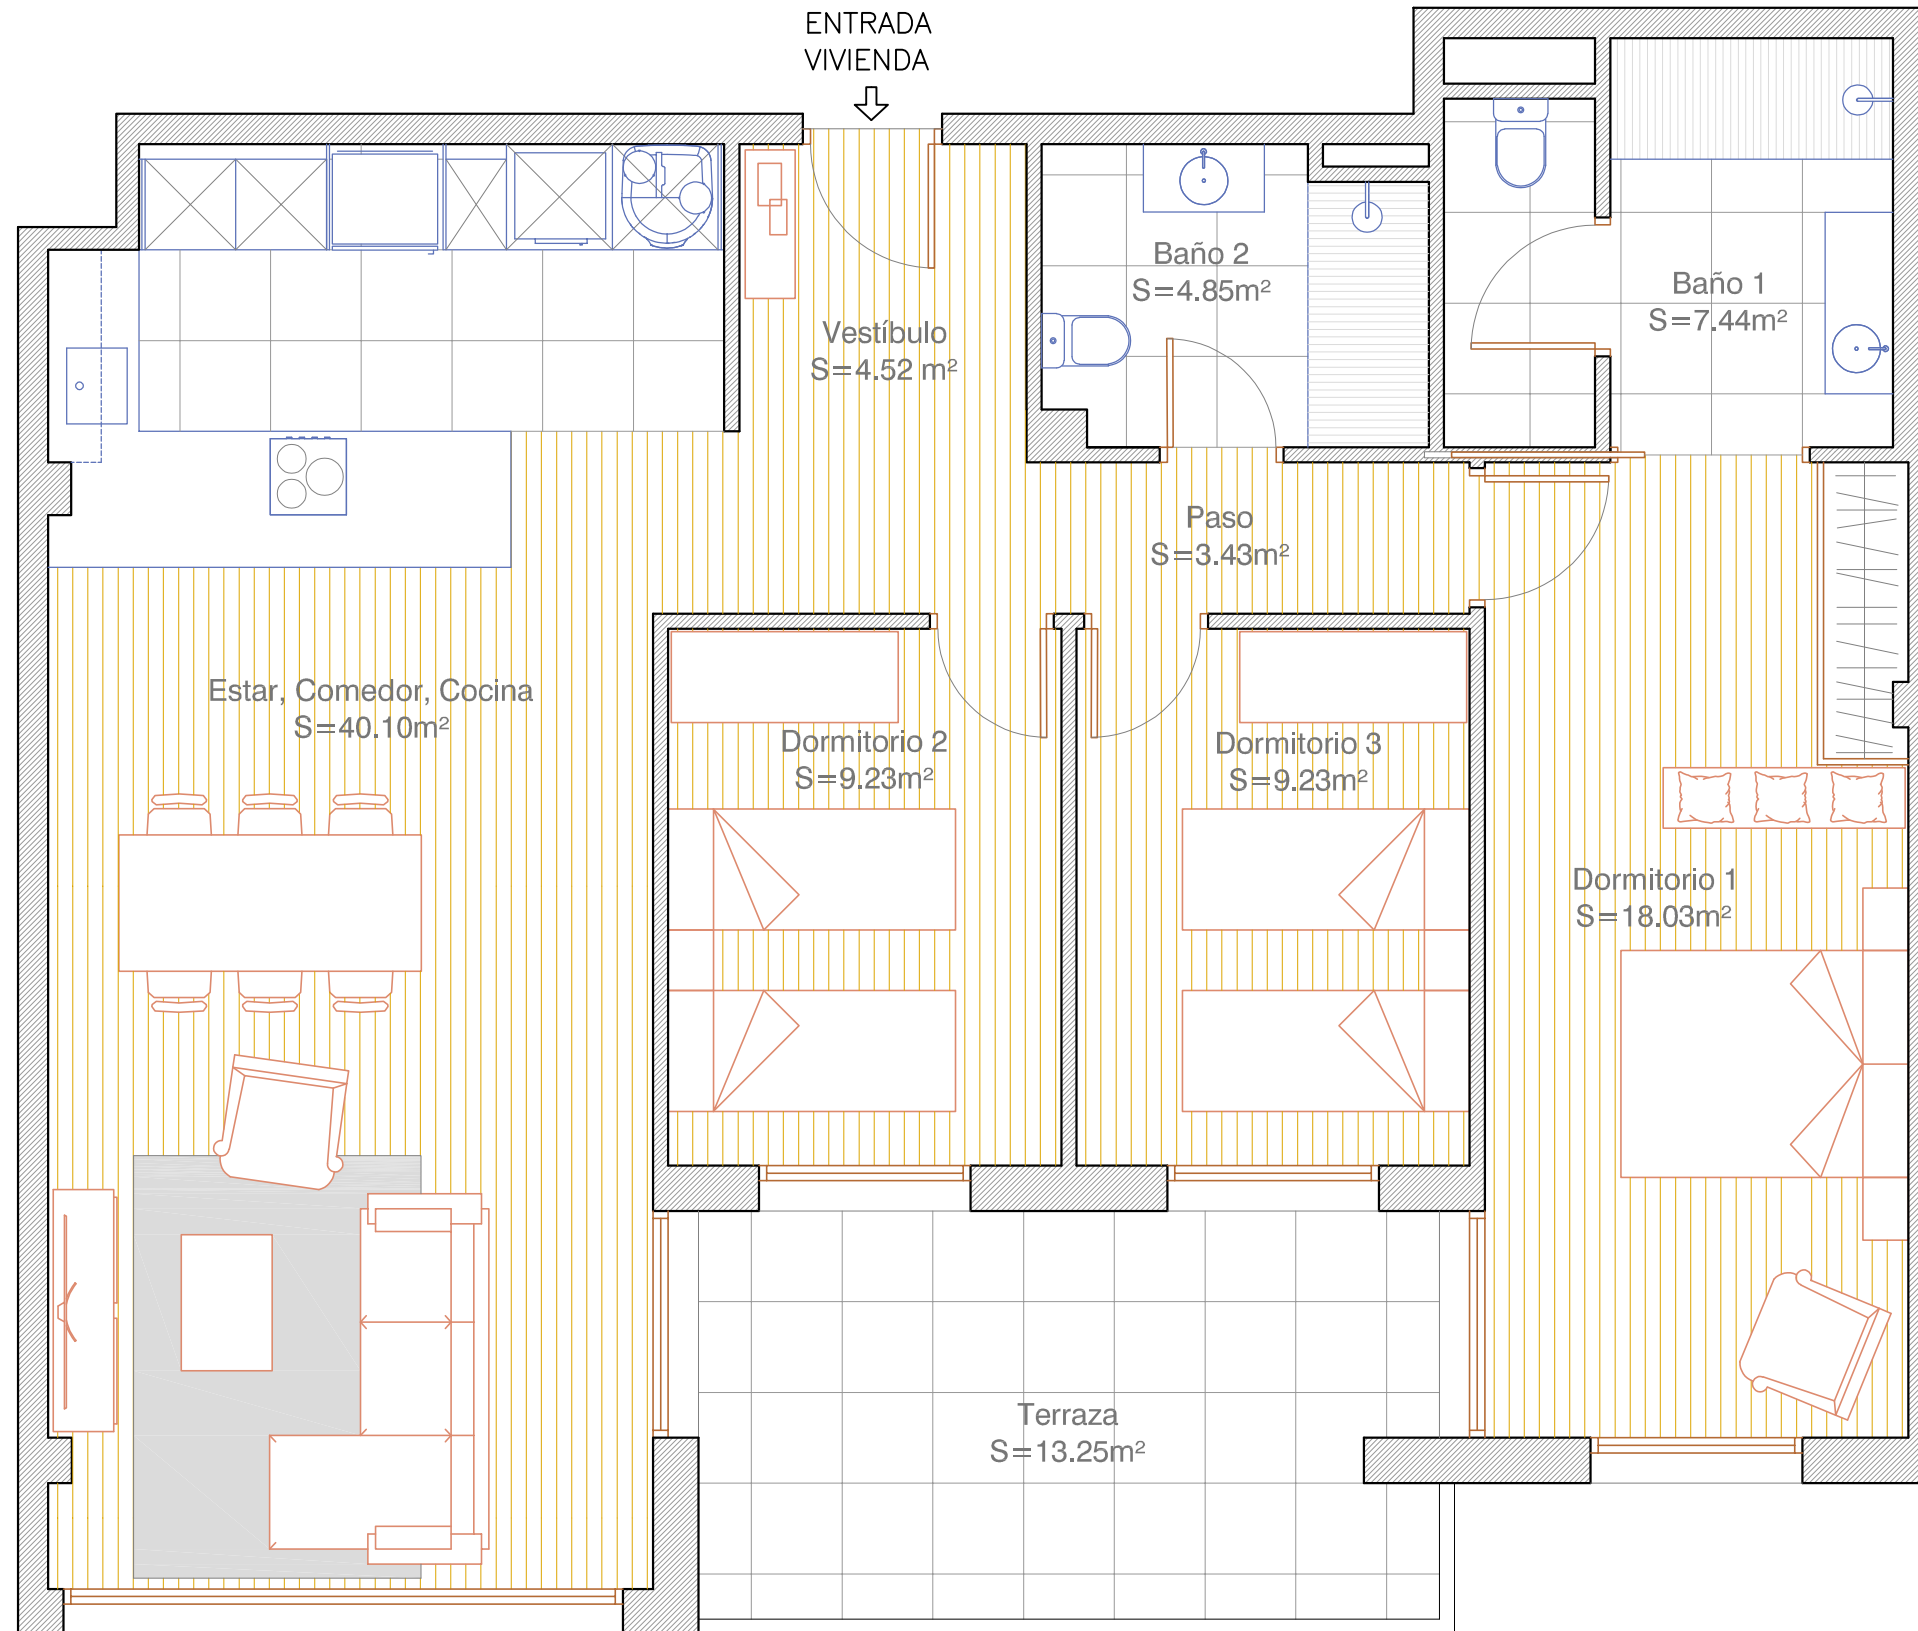 ENTRADA
VIVIENDA
Baño 2
S=4.85m²
Baño 1
S=7.44m²
Vestíbulo
S=4.52 m²
Paso
S=3.43m²
Estar, Comedor, Cocina
S=40.10m²
Dormitorio 2
S=9.23m²
Dormitorio 3
S=9.23m²
Dormitorio 1
S=18.03m²
Terraza
S=13.25m²